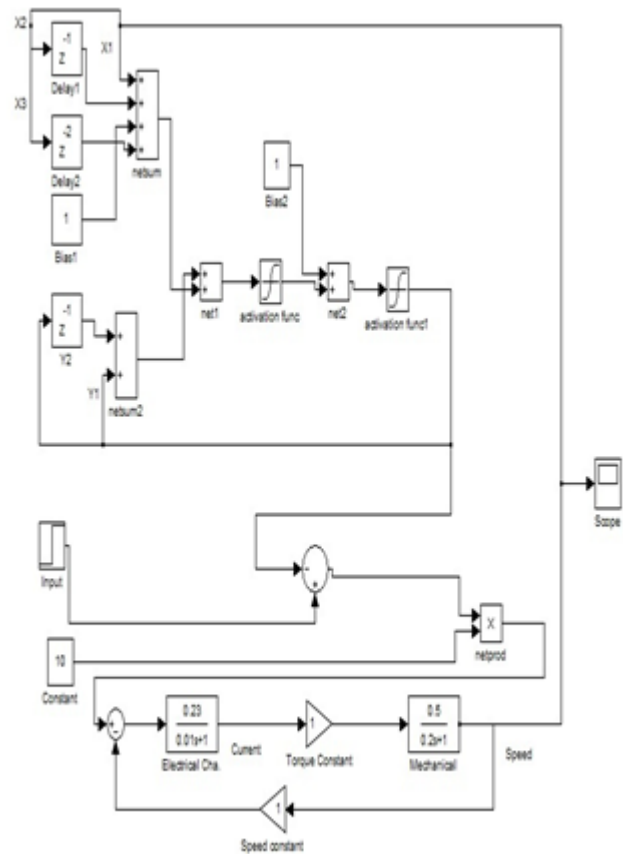 X2
X1
-1
Z
Delay1
X3
-2
Z
Delay2
netsum
1
Bias1
1
Bias2
net1
activation func
net2
activation func1
-1
Z
Y2
Y1
netsum2
Scope
Input
X
netprod
10
Constant
0.23
0.01s+1
Electrical Cha.
Current
1
Torque Constant
0.5
0.2s+1
Mechanical
Speed
1
Speed constant